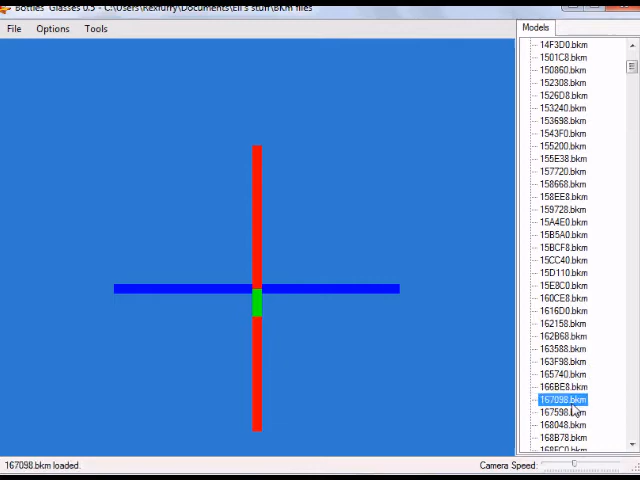 Bottles Glasses 0.5 - C:\Users\Rexfurry\Documents\Eli's stuff\BKm files
File Options Tools
Models
14F3D0.bkm
1501C8.bkm
150860.bkm
152308.bkm
1526D8.bkm
153240.bkm
153698.bkm
1543F0.bkm
155200.bkm
155E38.bkm
157720.bkm
158668.bkm
158EE8.bkm
159728.bkm
15A4E0.bkm
15B5A0.bkm
15BCF8.bkm
15CC40.bkm
15D110.bkm
15E8C0.bkm
160CE8.bkm
1616D0.bkm
162158.bkm
162B68.bkm
163588.bkm
163F98.bkm
165740.bkm
166BE8.bkm
167098.bkm
167598.bkm
168048.bkm
168B78.bkm
168FC0.bkm
167098.bkm loaded.
Camera Speed: